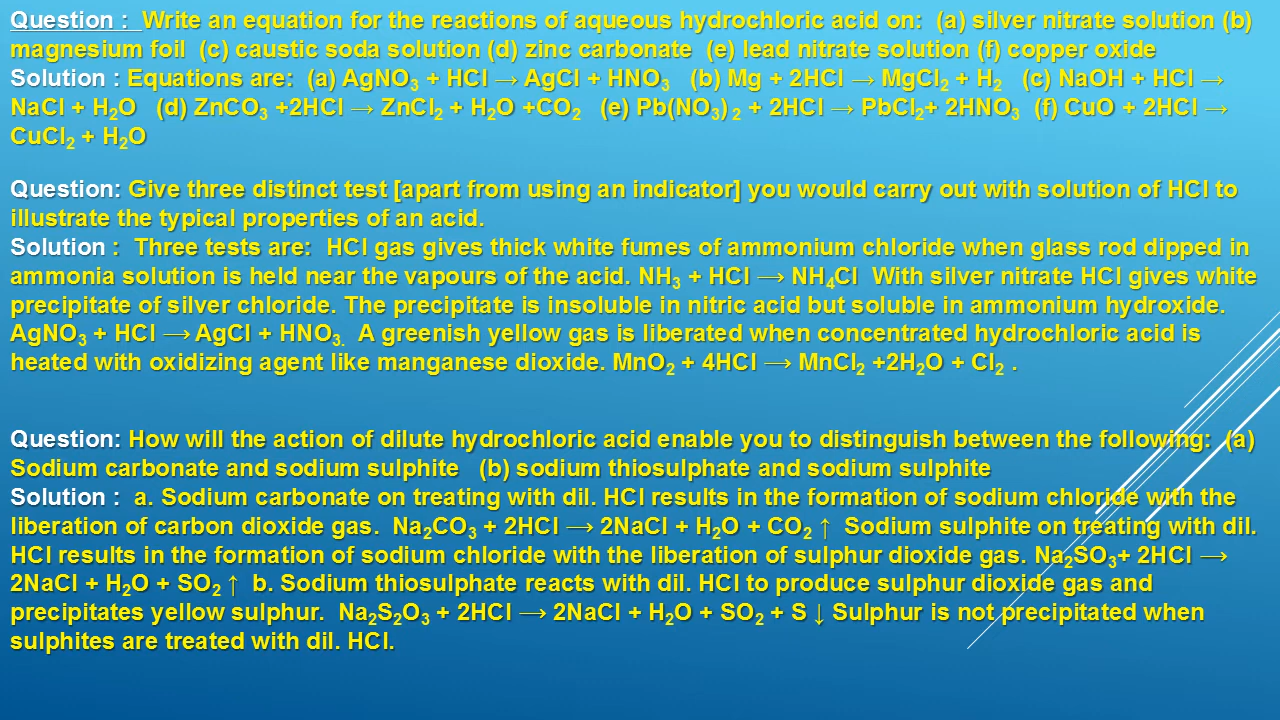 Question :  Write an equation for the reactions of aqueous hydrochloric acid on:  (a) silver nitrate solution (b)
magnesium foil  (c) caustic soda solution (d) zinc carbonate  (e) lead nitrate solution (f) copper oxide
Solution : Equations are:  (a) AgNO₃ + HCl → AgCl + HNO₃  (b) Mg + 2HCl → MgCl₂ + H₂  (c) NaOH + HCl →
NaCl + H₂O  (d) ZnCO₃ +2HCl → ZnCl₂ + H₂O +CO₂  (e) Pb(NO₃) ₂ + 2HCl → PbCl₂+ 2HNO₃  (f) CuO + 2HCl →
CuCl₂ + H₂O
Question: Give three distinct test [apart from using an indicator] you would carry out with solution of HCl to
illustrate the typical properties of an acid.
Solution :  Three tests are:  HCl gas gives thick white fumes of ammonium chloride when glass rod dipped in
ammonia solution is held near the vapours of the acid. NH₃ + HCl ⟶ NH₄Cl  With silver nitrate HCl gives white
precipitate of silver chloride. The precipitate is insoluble in nitric acid but soluble in ammonium hydroxide.
AgNO₃ + HCl ⟶ AgCl + HNO₃.  A greenish yellow gas is liberated when concentrated hydrochloric acid is
heated with oxidizing agent like manganese dioxide. MnO₂ + 4HCl ⟶ MnCl₂ +2H₂O + Cl₂ .
Question: How will the action of dilute hydrochloric acid enable you to distinguish between the following:  (a)
Sodium carbonate and sodium sulphite  (b) sodium thiosulphate and sodium sulphite
Solution :  a. Sodium carbonate on treating with dil. HCl results in the formation of sodium chloride with the
liberation of carbon dioxide gas.  Na₂CO₃ + 2HCl ⟶ 2NaCl + H₂O + CO₂ ↑  Sodium sulphite on treating with dil.
HCl results in the formation of sodium chloride with the liberation of sulphur dioxide gas. Na₂SO₃+ 2HCl ⟶
2NaCl + H₂O + SO₂ ↑  b. Sodium thiosulphate reacts with dil. HCl to produce sulphur dioxide gas and
precipitates yellow sulphur.  Na₂S₂O₃ + 2HCl ⟶ 2NaCl + H₂O + SO₂ + S ↓ Sulphur is not precipitated when
sulphites are treated with dil. HCl.